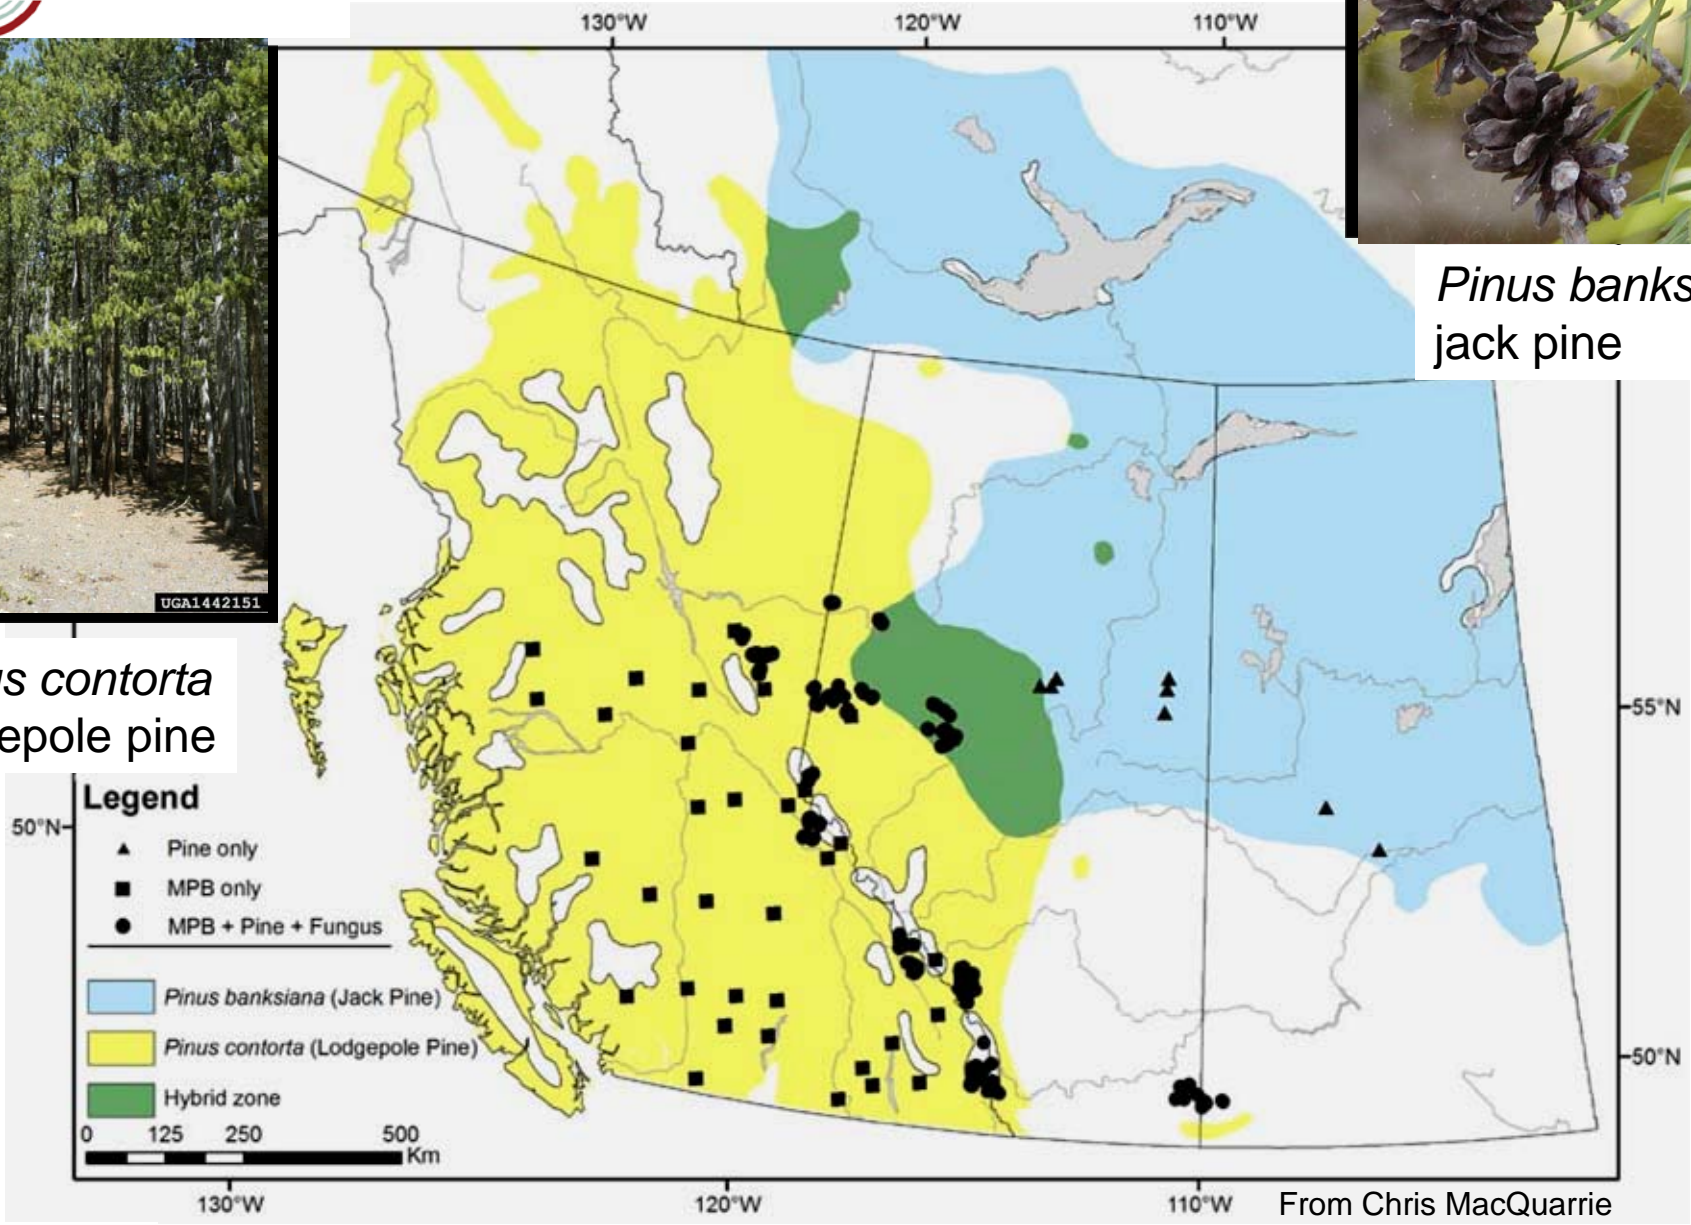 130°W
120°W
110°W
UGA1442151
Pinus banks
jack pine
us contorta
epole pine
55°N
Legend
50°N
Pine only
MPB only
MPB + Pine + Fungus
Pinus banksiana (Jack Pine)
Pinus contorta (Lodgepole Pine)
50°N
Hybrid zone
0 125 250 500
Km
130°W
120°W
110°W
From Chris MacQuarrie